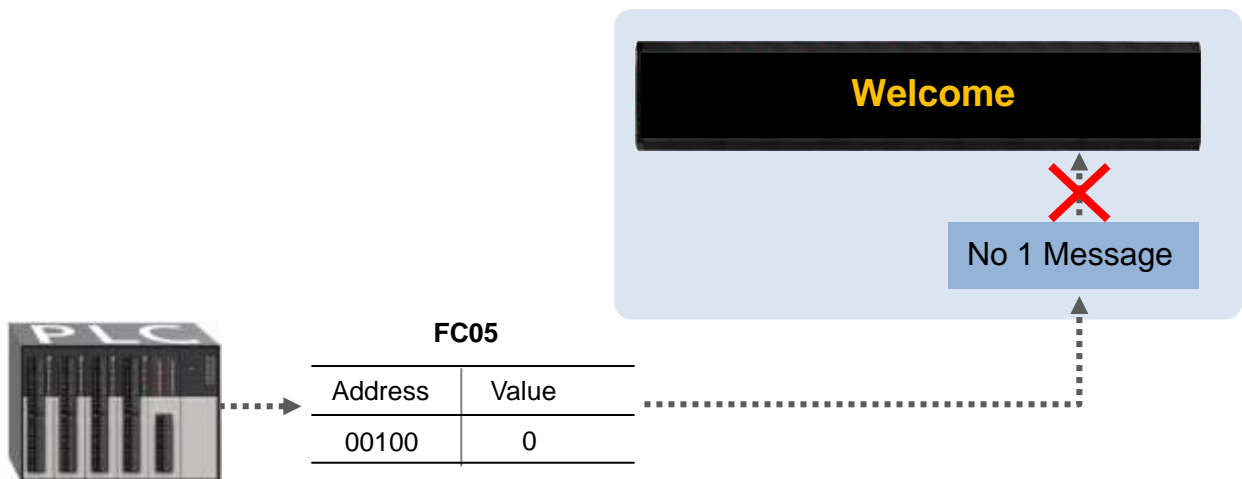 Welcome
No 1 Message
PLC
FC05
Address Value
00100 0